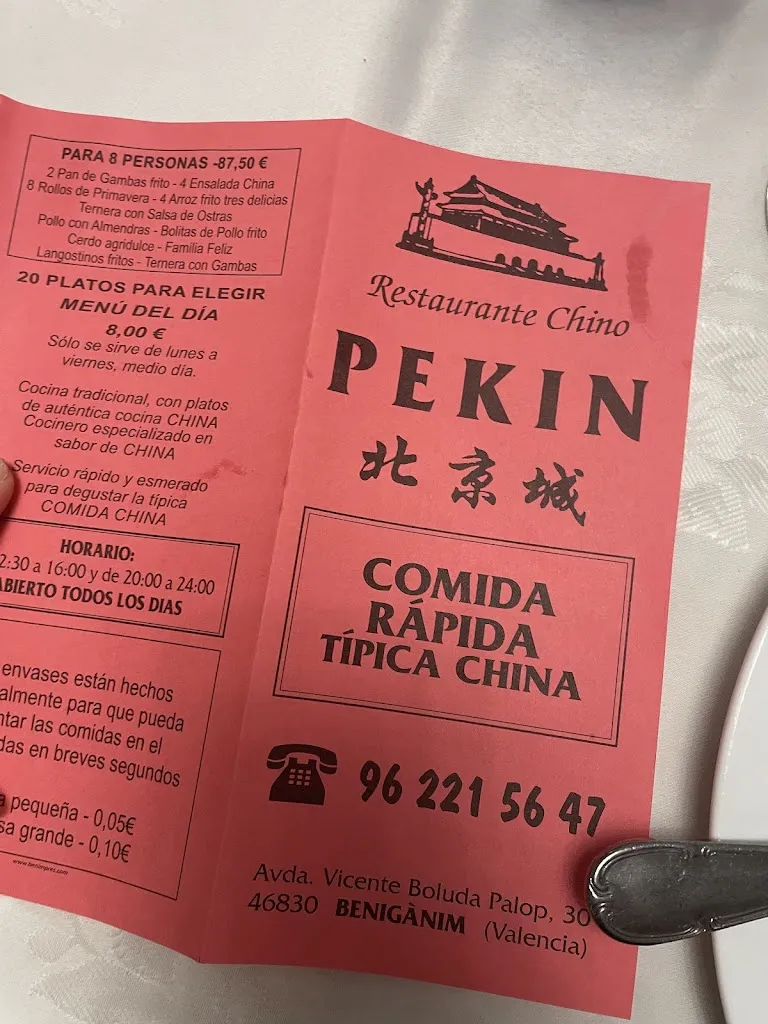 PARA 8 PERSONAS -87,50 €
2 Pan de Gambas frito - 4 Ensalada China
8 Rollos de Primavera - 4 Arroz frito tres delicias
Ternera con Salsa de Ostras
Pollo con Almendras - Bolitas de Pollo frito
Cerdo agridulce - Familia Feliz
Langostinos fritos - Ternera con Gambas
20 PLATOS PARA ELEGIR
MENÚ DEL DÍA
8,00 €
Sólo se sirve de lunes a
viernes, medio día.
Cocina tradicional, con platos
de auténtica cocina CHINA
Cocínero especializado en
sabor de CHINA
Servicio rápido y esmerado
para degustar la típica
COMIDA CHINA
HORARIO:
2:30 a 16:00 y de 20:00 a 24:00
ABIERTO TODOS LOS DIAS
envases están hechos
almente para que pueda
ntar las comidas en el
das en breves segundos
a pequeña - 0,05€
sa grande - 0,10€
www.benimpres.com
Restaurante Chino
PEKIN
北京城
COMIDA
RÁPIDA
TÍPICA CHINA
96 221 56 47
Avda. Vicente Boluda Palop, 30
46830 BENIGÀNIM (Valencia)